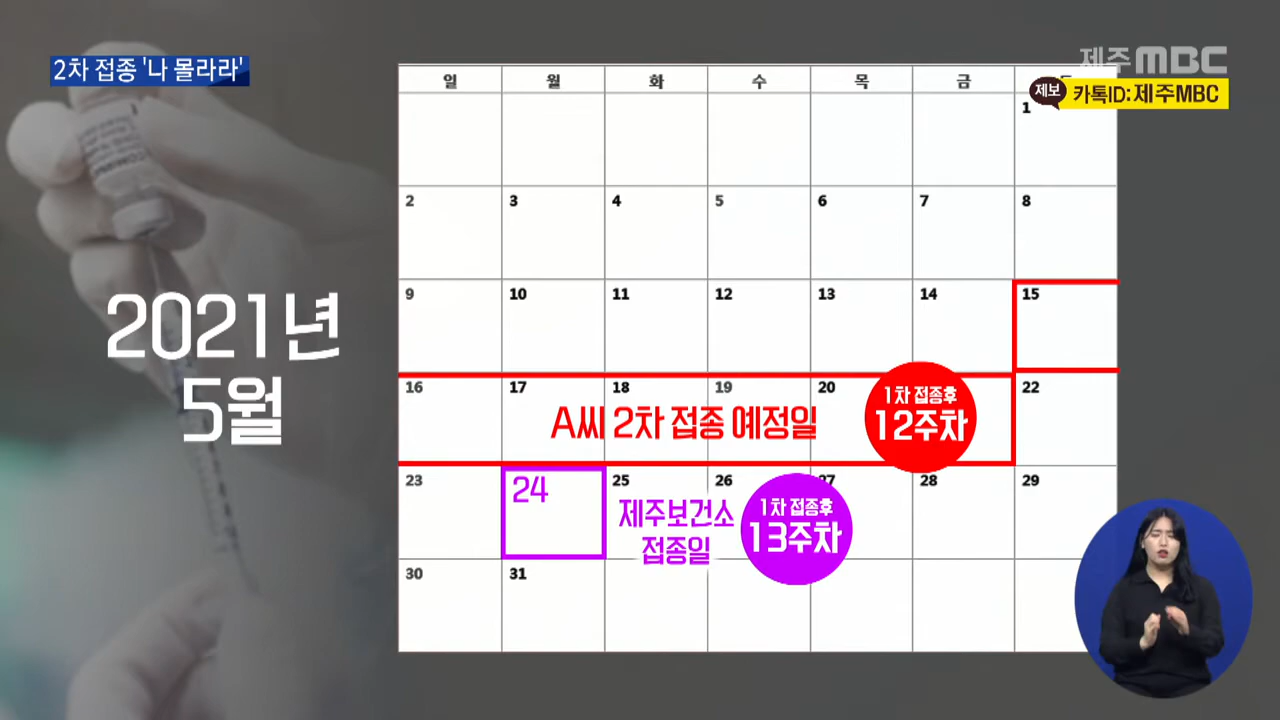 2차 접종 '나 몰라라'
제주MBC
제보 카톡ID:제주MBC
2021년
5월
일 월 화 수 목 금
1
2 3 4 5 6 7 8
9 10 11 12 13 14 15
16 17 18 19 20 22
A씨 2차 접종 예정일
1차 접종후
12주차
23 24 25 26 27 28 29
제주보건소
접종일
1차 접종후
13주차
30 31